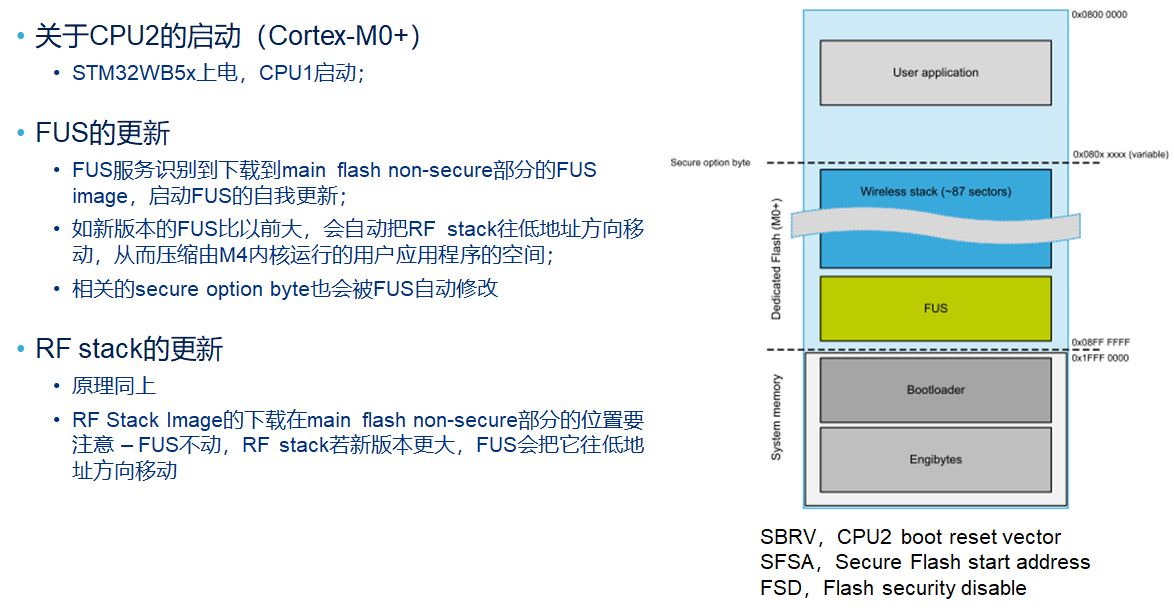 • 关于CPU2的启动（Cortex-M0+）
• STM32WB5x上电，CPU1启动；
• FUS的更新
• FUS服务识别到下载到main flash non-secure部分的FUS
image，启动FUS的自我更新；
• 如新版本的FUS比以前大，会自动把RF stack往低地址方向移
动，从而压缩由M4内核运行的用户应用程序的空间；
• 相关的secure option byte也会被FUS自动修改
• RF stack的更新
• 原理同上
• RF Stack Image的下载在main flash non-secure部分的位置要
注意 – FUS不动，RF stack若新版本更大，FUS会把它往低地
址方向移动
0x0800 0000
User application
Secure option byte
0x080x xxxx (variable)
Wireless stack (~87 sectors)
Dedicated Flash (M0+)
FUS
0x08FF FFFF
0x1FFF 0000
Bootloader
System memory
Engibytes
SBRV，CPU2 boot reset vector
SFSA，Secure Flash start address
FSD，Flash security disable